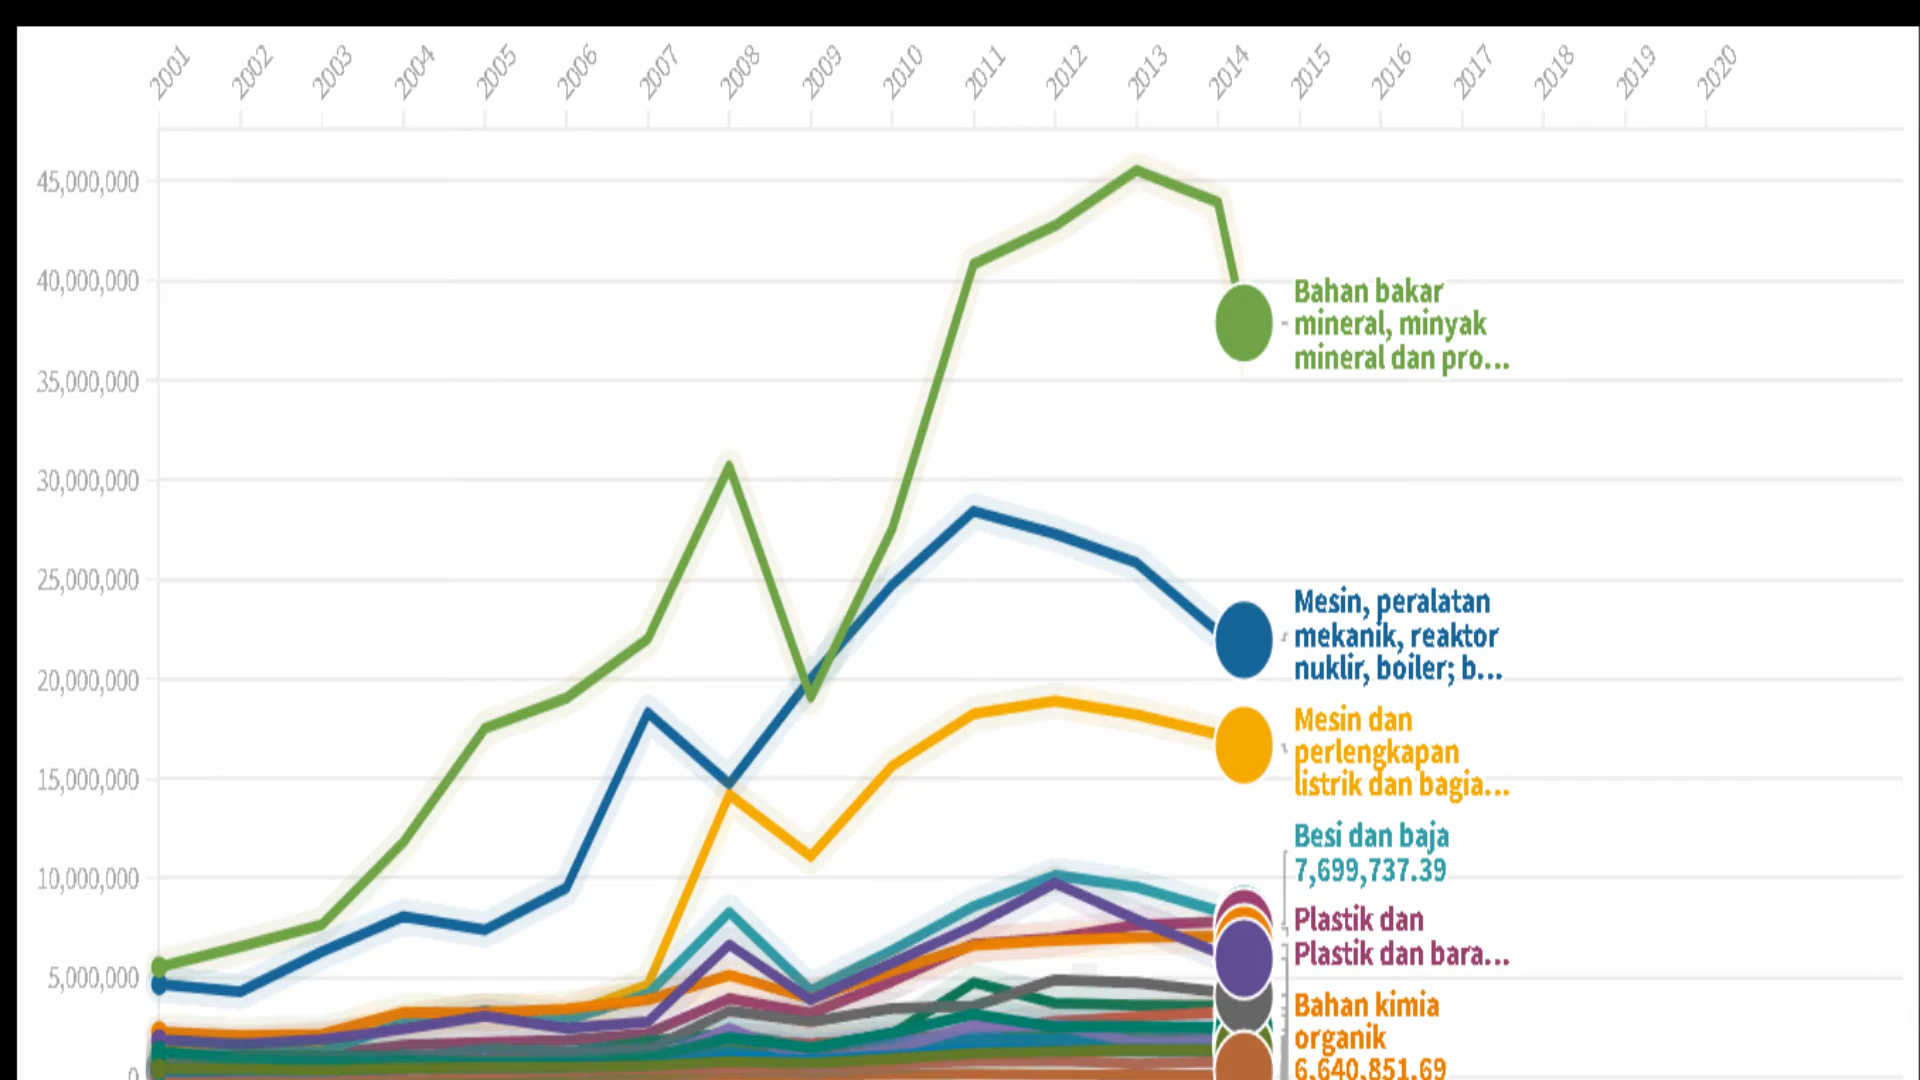 2001 2002 2003 2004 2005 2006 2007 2008 2009 2010 2011 2012 2013 2014 2015 2016 2017 2018 2019 2020
45,000,000
40,000,000
35,000,000
30,000,000
25,000,000
20,000,000
15,000,000
10,000,000
5,000,000
0
Bahan bakar
mineral, minyak
mineral dan pro...
Mesin, peralatan
mekanik, reaktor
nuklir, boiler; b...
Mesin dan
perlengkapan
listrik dan bagia...
Besi dan baja
7,699,737.39
Plastik dan
Plastik dan bara...
Bahan kimia
organik
6,640,851.69